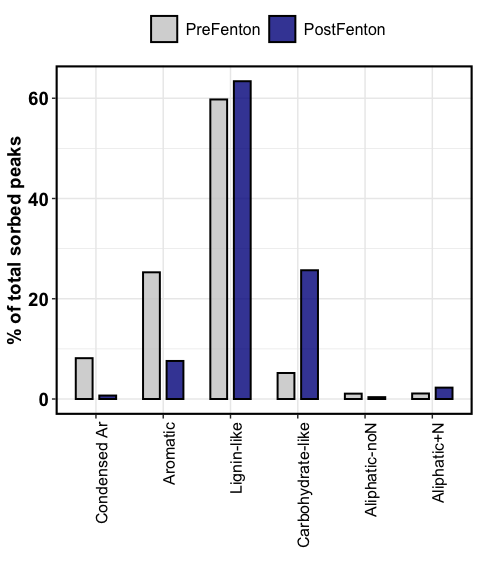 PreFenton PostFenton
% of total sorbed peaks
60
40
20
0
Condensed Ar
Aromatic
Lignin-like
Carbohydrate-like
Aliphatic-noN
Aliphatic+N